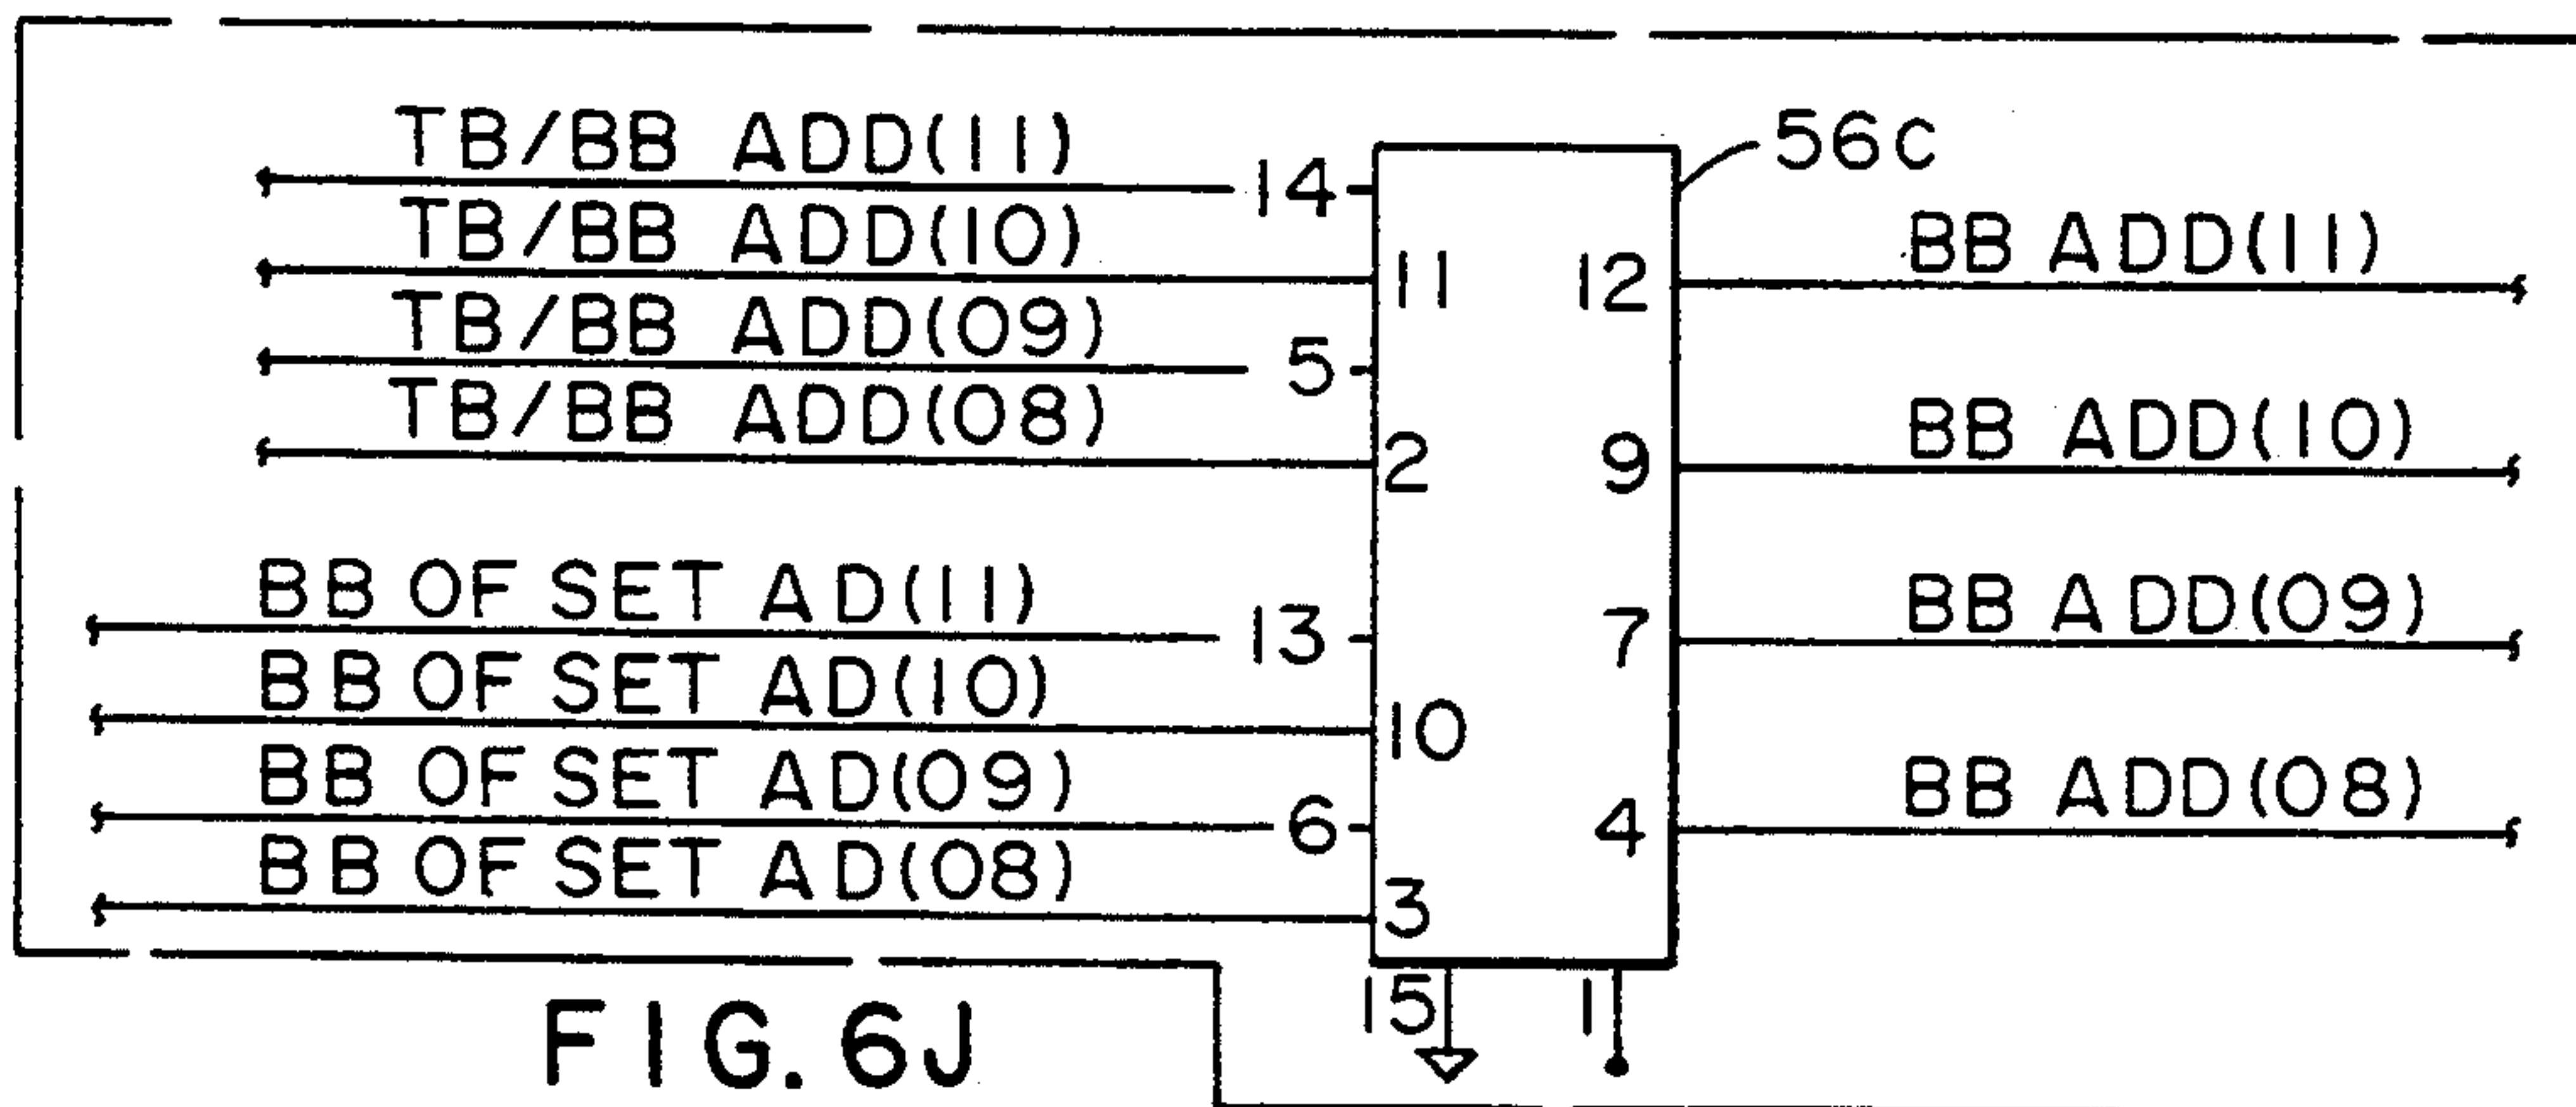 TB/BB ADD(11)
14
56C
TB/BB ADD(10)
11
12
BB ADD(11)
TB/BB ADD(09)
5
TB/BB ADD(08)
2
9
BB ADD(10)
BB OF SET AD(11)
13
7
BB ADD(09)
BB OF SET AD(10)
10
BB OF SET AD(09)
6
4
BB ADD(08)
BB OF SET AD(08)
3
15
1
FIG. 6J